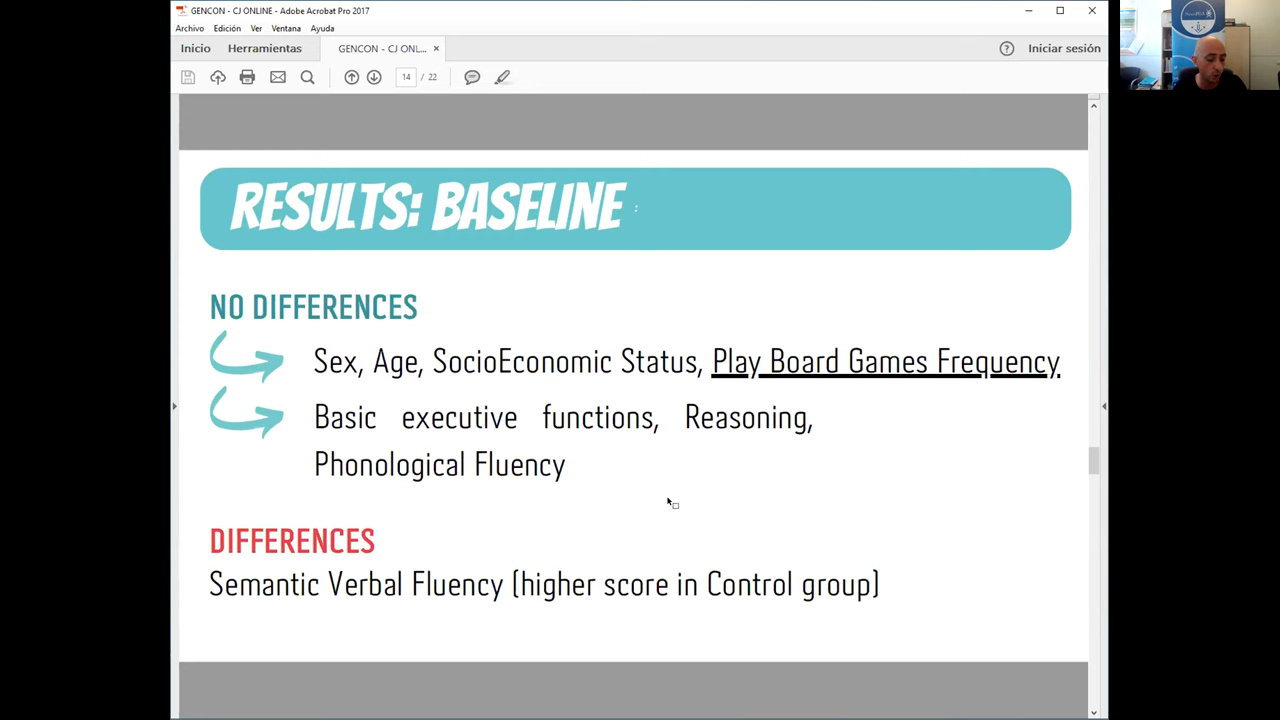 GENCON - CJ ONLINE - Adobe Acrobat Pro 2017
Archivo Edición Ver Ventana Ayuda
Inicio Herramientas GENCON - CJ ONL... × Iniciar sesión
14 / 22
RESULTS: BASELINE :
NO DIFFERENCES
Sex, Age, SocioEconomic Status, Play Board Games Frequency
Basic executive functions, Reasoning,
Phonological Fluency
DIFFERENCES
Semantic Verbal Fluency (higher score in Control group)